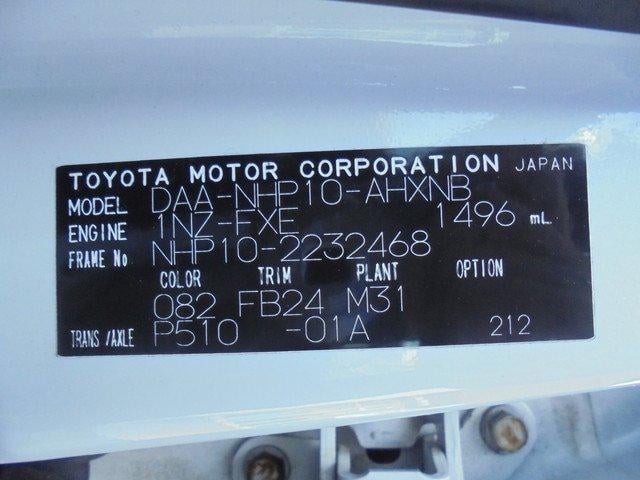 TOYOTA MOTOR CORPORATION JAPAN
MODEL DAA-NHP10-AHXNB
ENGINE 1NZ-FXE 1496 mL
FRAME No NHP10-2232468
COLOR TRIM PLANT OPTION
082 FB24 M31
TRANS /AXLE P510 -01A 212